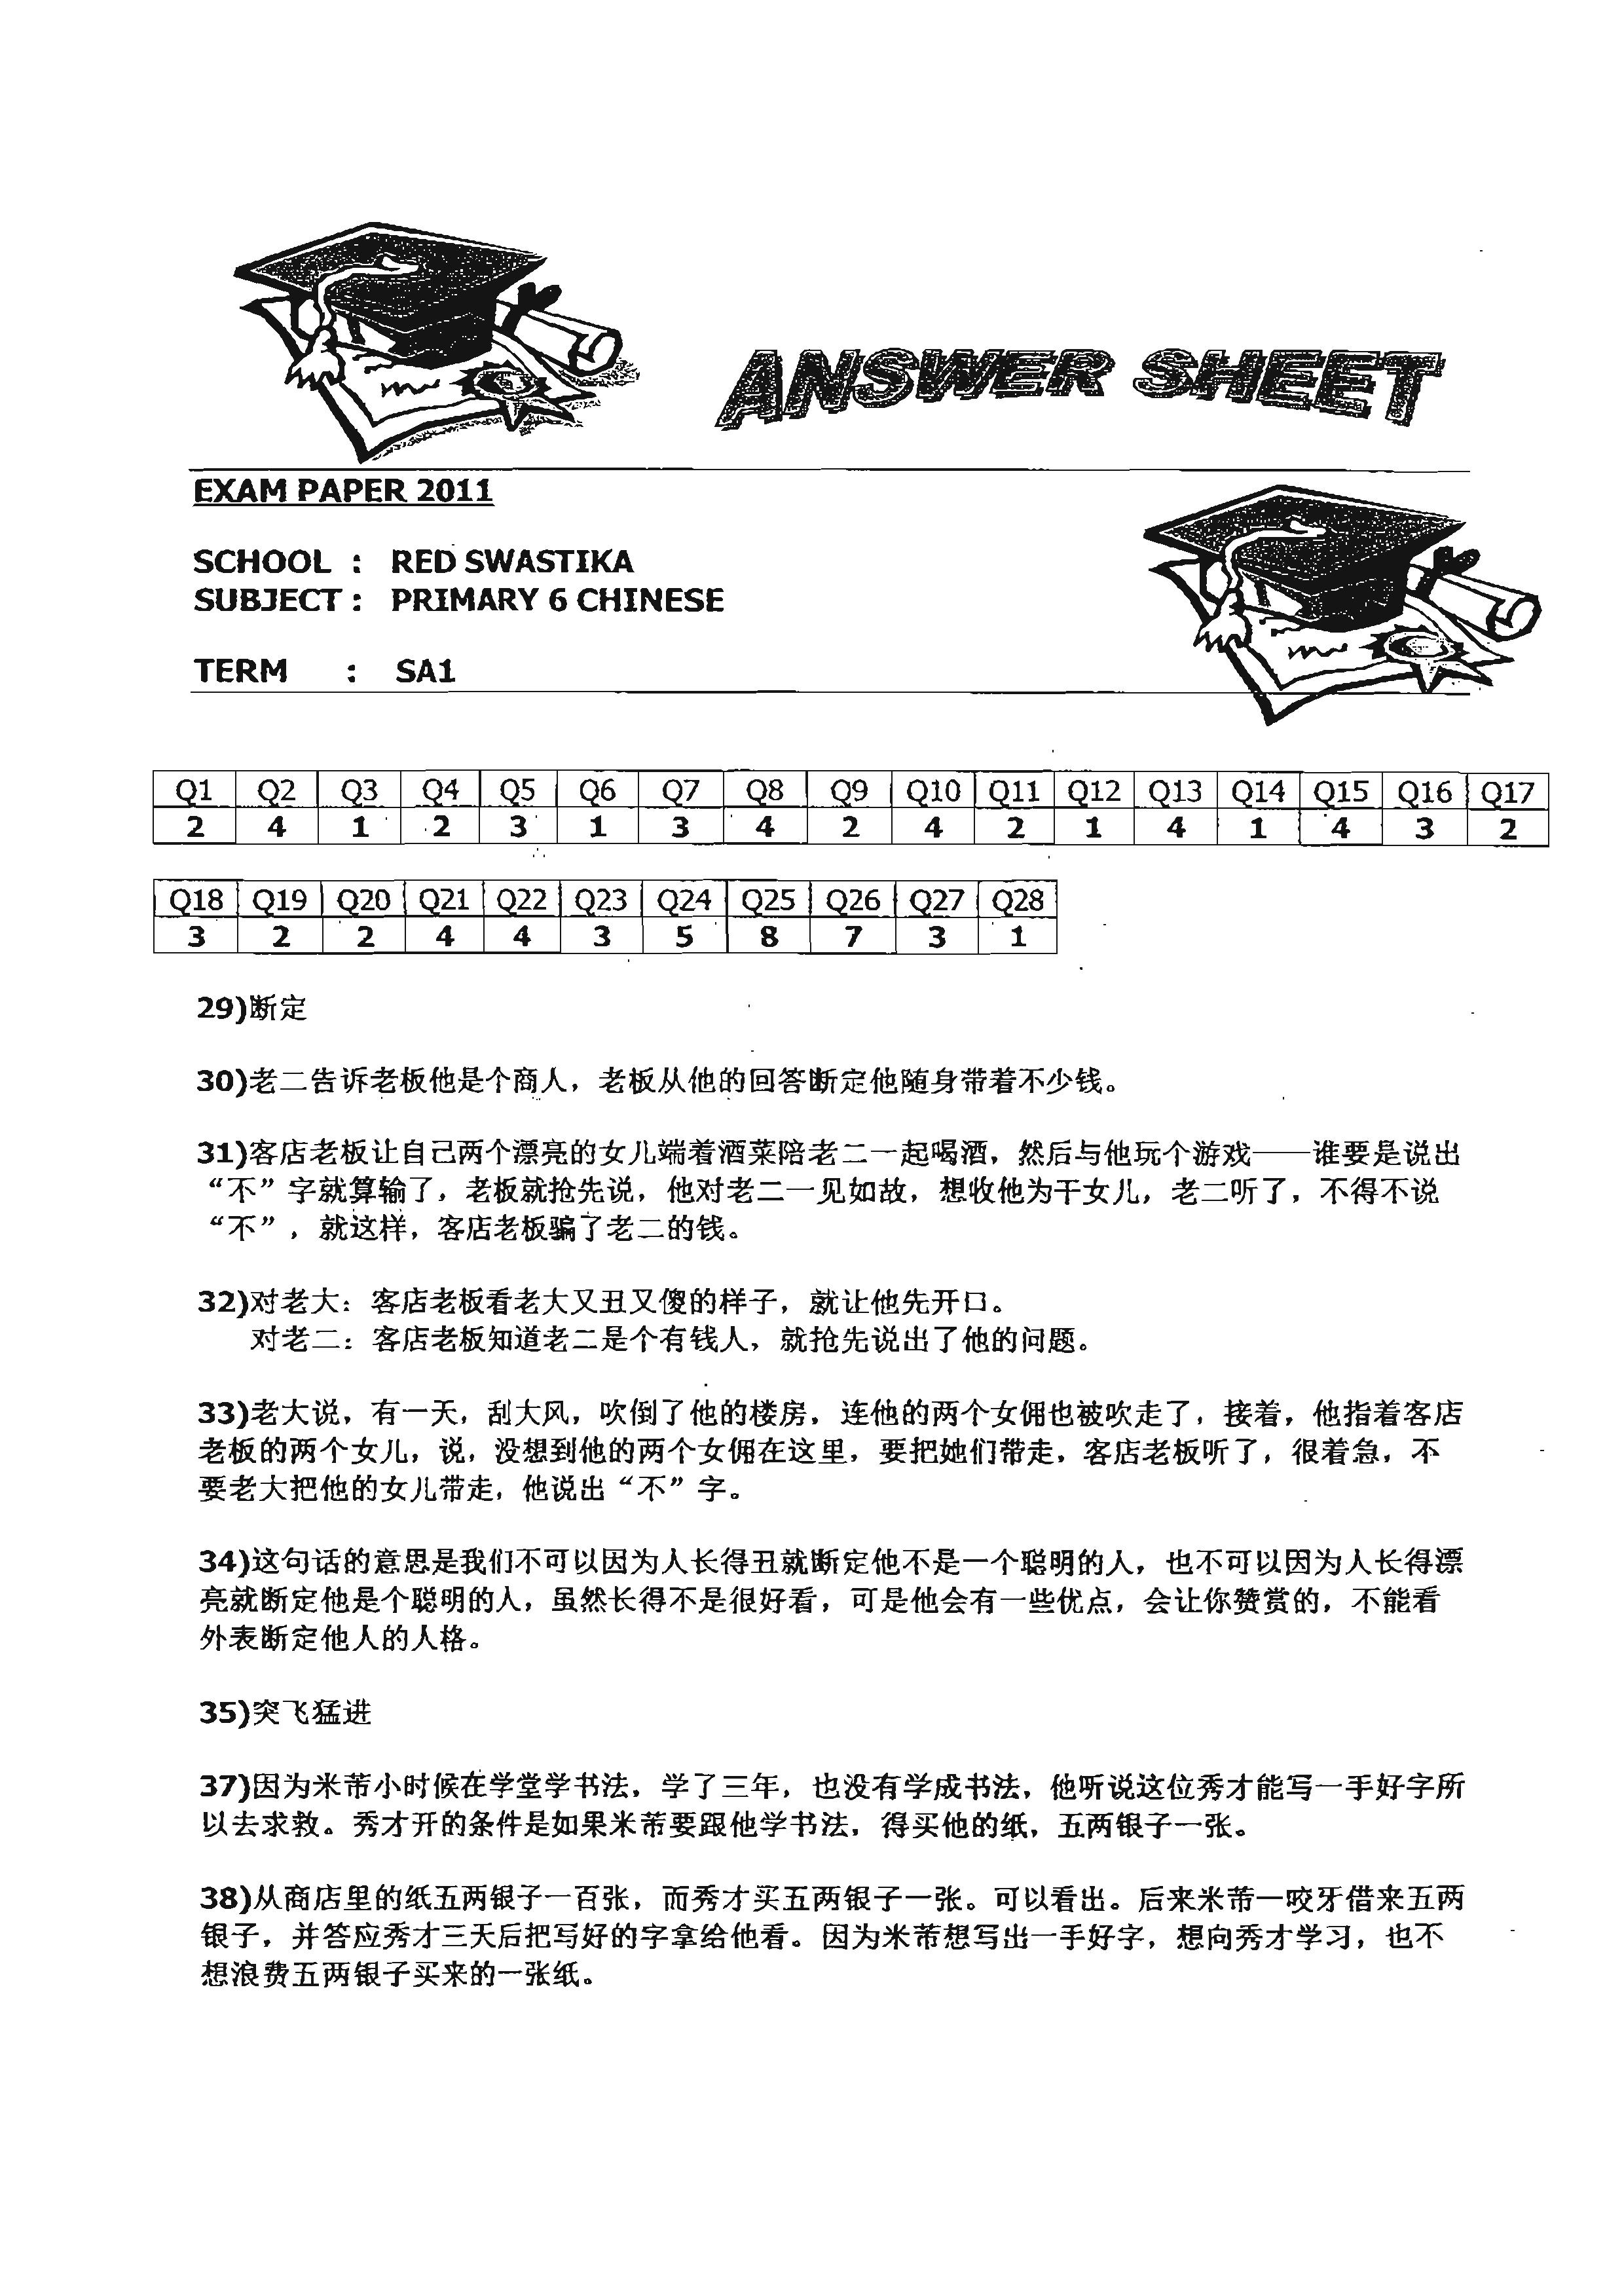 ANSWER SHEET
EXAM PAPER 2011
SCHOOL : RED SWASTIKA
SUBJECT : PRIMARY 6 CHINESE
TERM : SA1
Q1 Q2 Q3 Q4 Q5 Q6 Q7 Q8 Q9 Q10 Q11 Q12 Q13 Q14 Q15 Q16 Q17
2 4 1 2 3 1 3 4 2 4 2 1 4 1 4 3 2
Q18 Q19 Q20 Q21 Q22 Q23 Q24 Q25 Q26 Q27 Q28
3 2 2 4 4 3 5 8 7 3 1
29)断定
30)老二告诉老板他是个商人，老板从他的回答断定他随身带着不少钱。
31)客店老板让自己两个漂亮的女儿端着酒菜陪老二一起喝酒，然后与他玩个游戏——谁要是说出
“不”字就算输了，老板就抢先说，他对老二一见如故，想收他为干女儿，老二听了，不得不说
“不”，就这样，客店老板骗了老二的钱。
32)对老大：客店老板看老大又丑又傻的样子，就让他先开口。
对老二：客店老板知道老二是个有钱人，就抢先说出了他的问题。
33)老大说，有一天，刮大风，吹倒了他的楼房，连他的两个女佣也被吹走了，接着，他指着客店
老板的两个女儿，说，没想到他的两个女佣在这里，要把她们带走，客店老板听了，很着急，不
要老大把他的女儿带走，他说出“不”字。
34)这句话的意思是我们不可以因为人长得丑就断定他不是一个聪明的人，也不可以因为人长得漂
亮就断定他是个聪明的人，虽然长得不是很好看，可是他会有一些优点，会让你赞赏的，不能看
外表断定他人的人格。
35)突飞猛进
37)因为米芾小时候在学堂学书法，学了三年，也没有学成书法，他听说这位秀才能写一手好字所
以去求救。秀才开的条件是如果米芾要跟他学书法，得买他的纸，五两银子一张。
38)从商店里的纸五两银子一百张，而秀才买五两银子一张。可以看出。后来米芾一咬牙借来五两
银子，并答应秀才三天后把写好的字拿给他看。因为米芾想写出一手好字，想向秀才学习，也不
想浪费五两银子买来的一张纸。